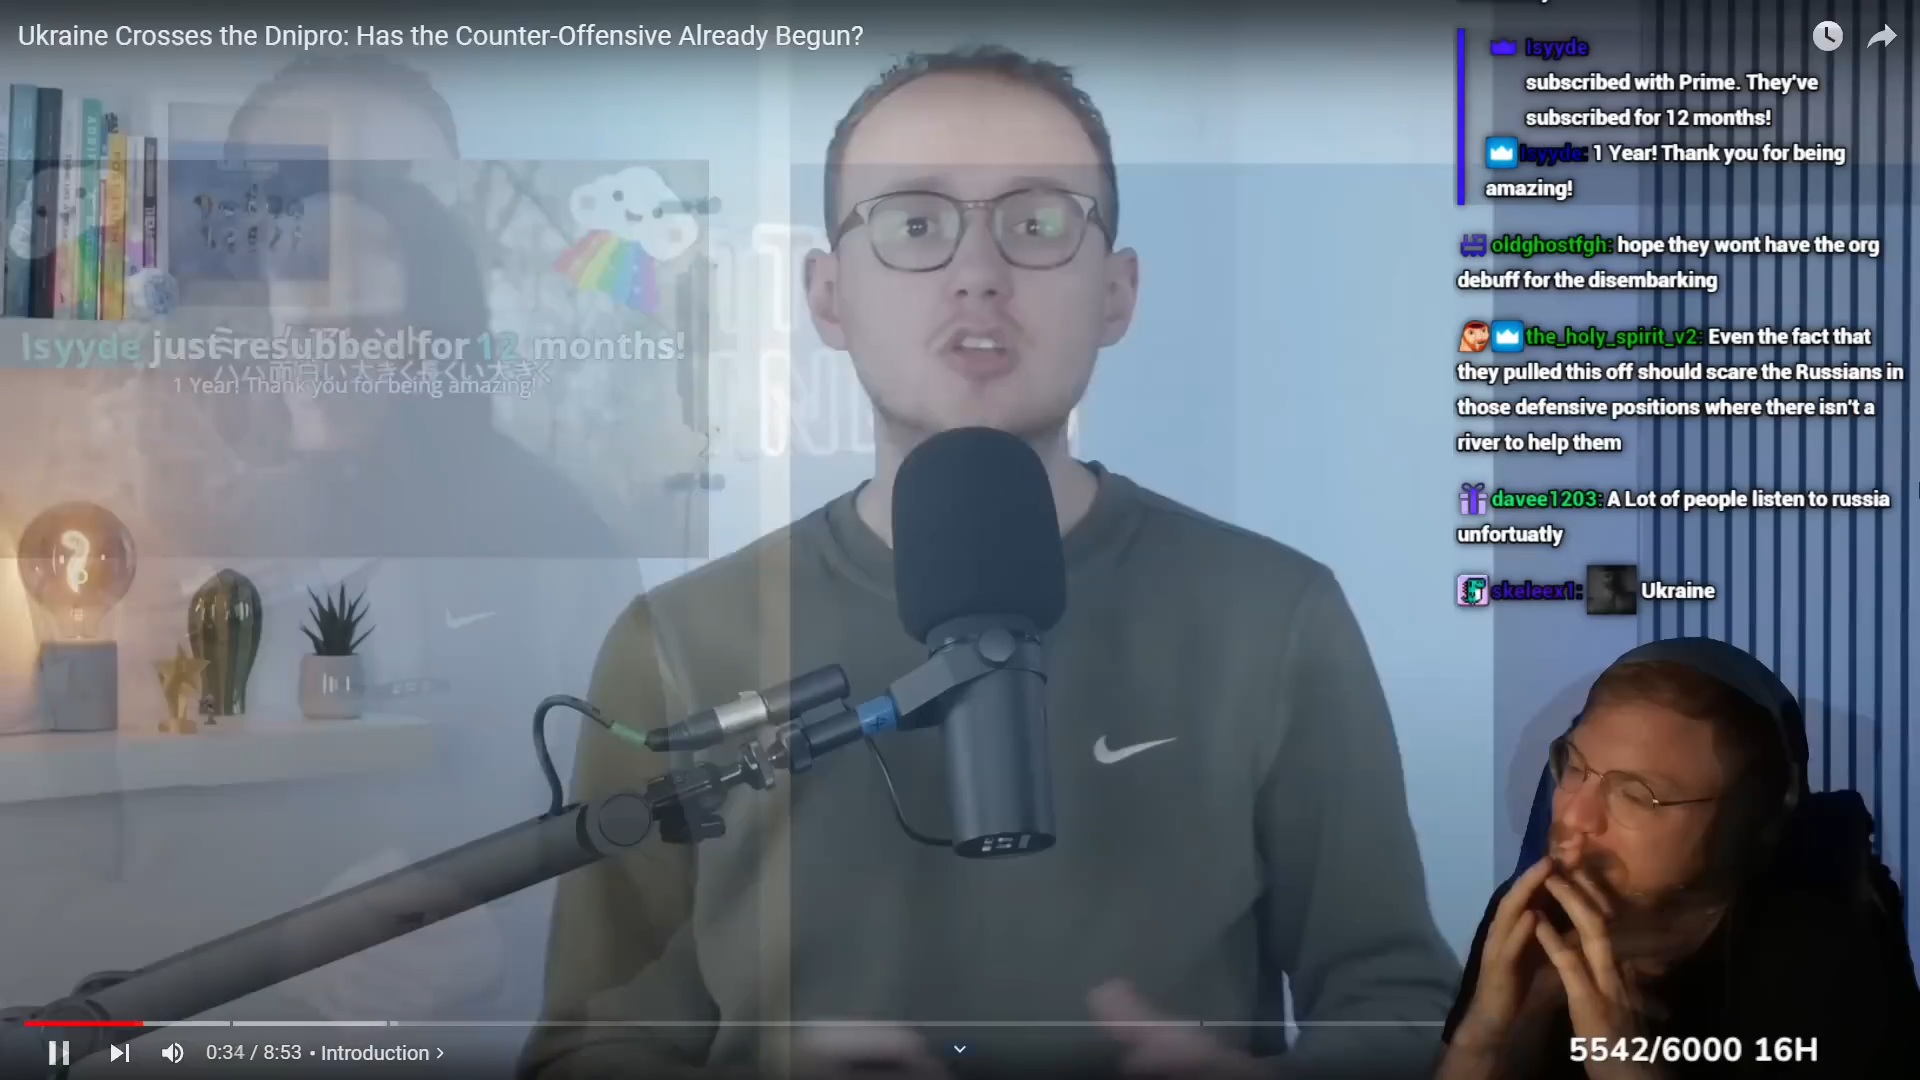 Ukraine Crosses the Dnipro: Has the Counter-Offensive Already Begun?
lsyyde
subscribed with Prime. They've
subscribed for 12 months!
lsyyde: 1 Year! Thank you for being
amazing!
oldghostfgh: hope they wont have the org
debuff for the disembarking
the_holy_spirit_v2: Even the fact that
they pulled this off should scare the Russians in
those defensive positions where there isn't a
river to help them
davee1203: A Lot of people listen to russia
unfortuatly
skeleex1: Ukraine
lsyyde just resubbed for 12 months!
1 Year! Thank you for being amazing!
0:34 / 8:53 • Introduction
5542/6000 16H